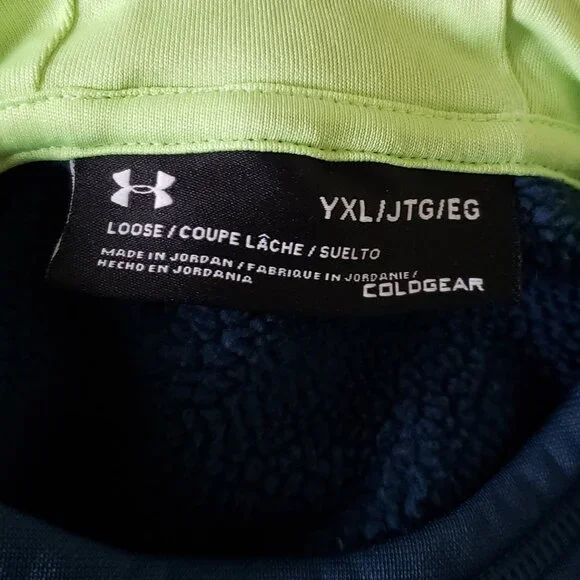 YXL/JTG/EG
LOOSE / COUPE LÂCHE / SUELTO
MADE IN JORDAN / FABRIQUE IN JORDANIE /
HECHO EN JORDANIA
COLDGEAR